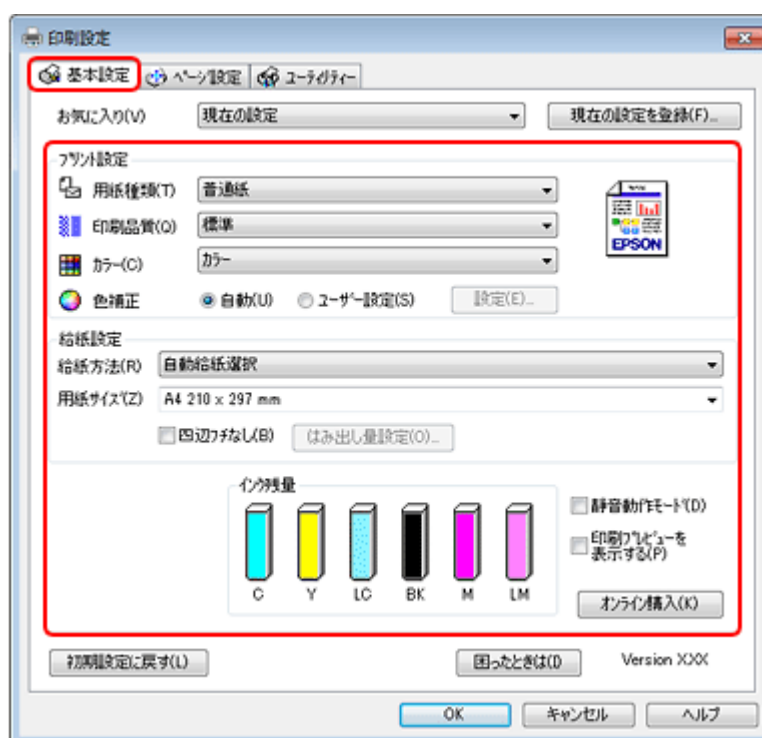 印刷設定
基本設定 ページ設定 ユーティリティー
お気に入り(V) 現在の設定 現在の設定を登録(F)...
プリント設定
用紙種類(T) 普通紙
印刷品質(Q) 標準
カラー(C) カラー
色補正 自動(U) ユーザー設定(S) 設定(E)...
EPSON
給紙設定
給紙方法(R) 自動給紙選択
用紙サイズ(Z) A4 210 x 297 mm
四辺フチなし(B) はみ出し量設定(O)...
インク残量
C Y LC BK M LM
静音動作モード(D)
印刷プレビューを
表示する(P)
オンライン購入(K)
初期設定に戻す(L) 困ったときは(I) Version X.XX
OK キャンセル ヘルプ